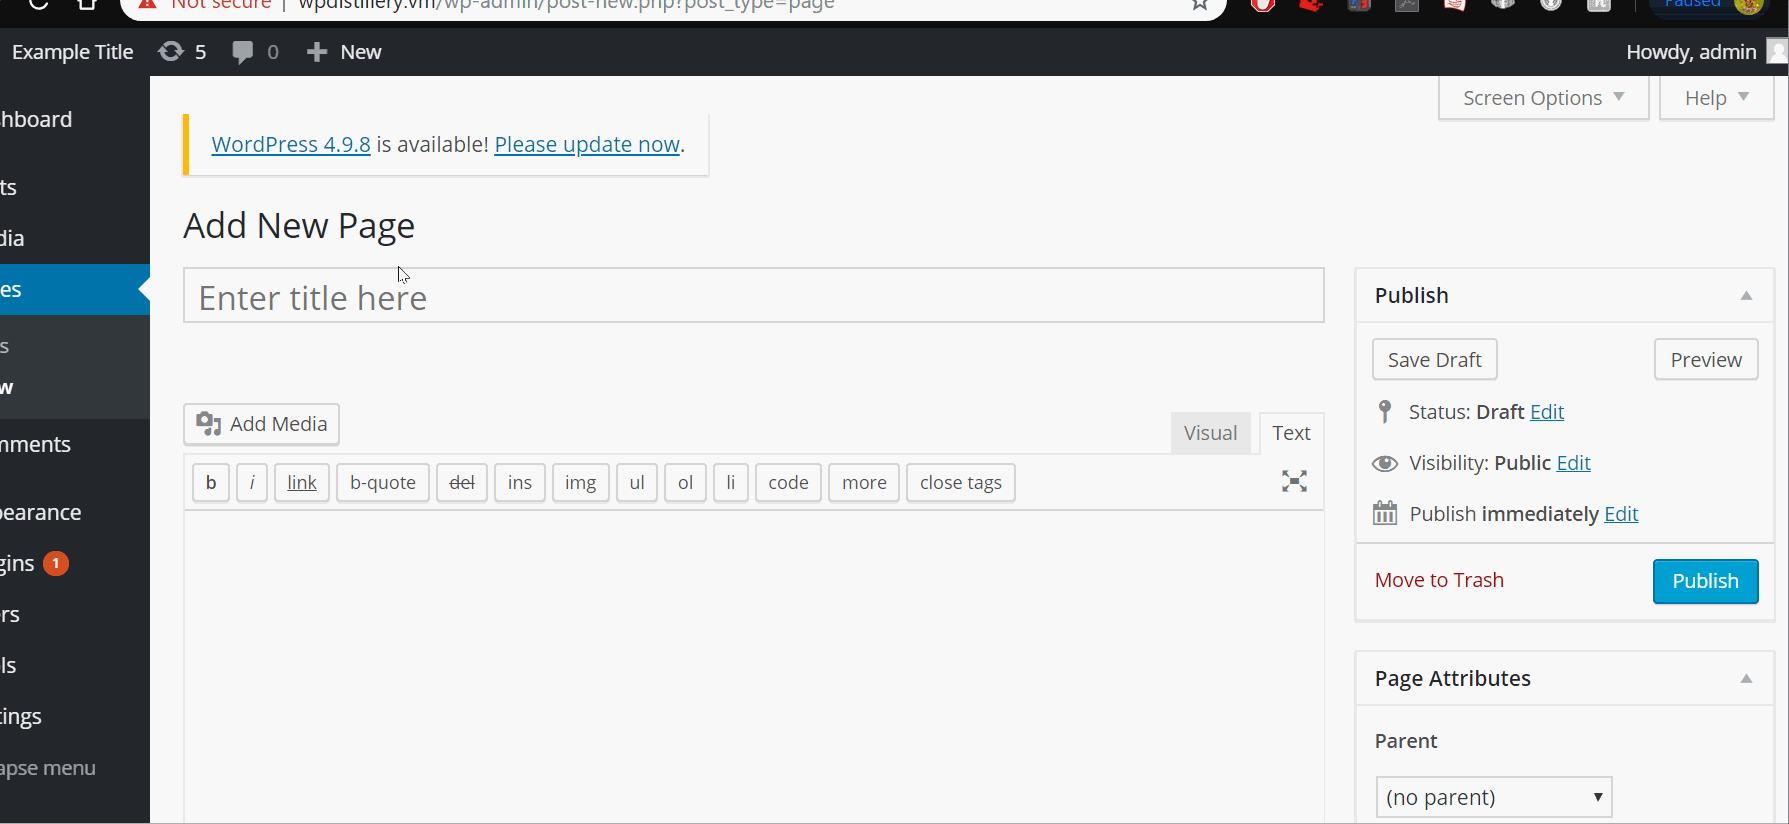 Not secure | wpdistillery.vm/wp-admin/post-new.php?post_type=page
Paused
Example Title 5 0 New
Howdy, admin
Screen Options Help
hboard
ts
dia
es
s
w
mments
pearance
gins 1
ers
ls
tings
apse menu
WordPress 4.9.8 is available! Please update now.
Add New Page
Enter title here
Add Media
Visual Text
b i link b-quote del ins img ul ol li code more close tags
Publish
Save Draft Preview
Status: Draft Edit
Visibility: Public Edit
Publish immediately Edit
Move to Trash Publish
Page Attributes
Parent
(no parent)